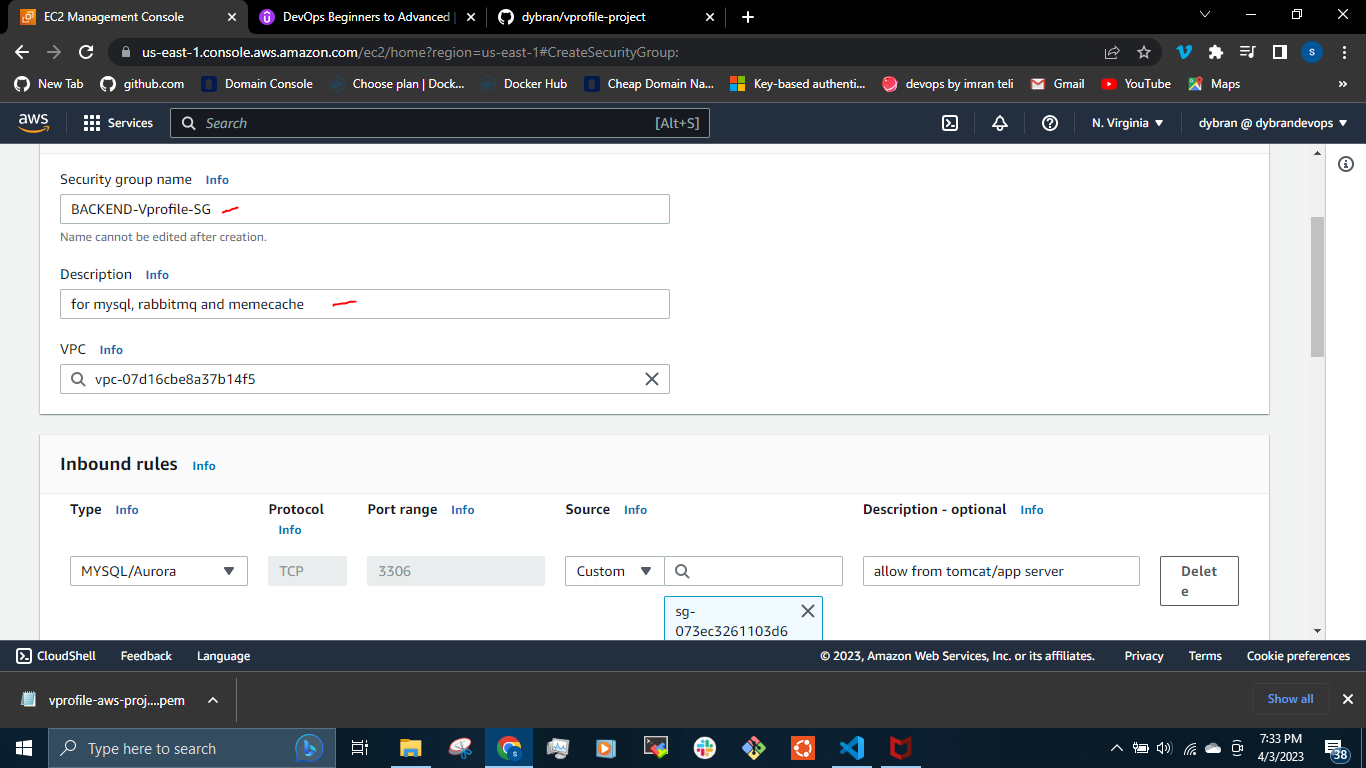 EC2 Management Console
DevOps Beginners to Advanced |
dybran/vprofile-project
us-east-1.console.aws.amazon.com/ec2/home?region=us-east-1#CreateSecurityGroup:
S
New Tab
github.com
Domain Console
Choose plan | Dock...
Docker Hub
Cheap Domain Na...
Key-based authenti...
devops by imran teli
Gmail
YouTube
Maps
»
aws
Services
Search
[Alt+S]
N. Virginia
dybran @ dybrandevops
Security group name Info
BACKEND-Vprofile-SG
Name cannot be edited after creation.
Description Info
for mysql, rabbitmq and memecache
VPC Info
vpc-07d16cbe8a37b14f5
Inbound rules Info
Type Info
Protocol
Info
Port range Info
Source Info
Description - optional Info
MYSQL/Aurora
TCP
3306
Custom
allow from tomcat/app server
Delet
e
sg-
073ec3261103d6
CloudShell
Feedback
Language
© 2023, Amazon Web Services, Inc. or its affiliates.
Privacy
Terms
Cookie preferences
vprofile-aws-proj....pem
Show all
Type here to search
7:33 PM
4/3/2023
38